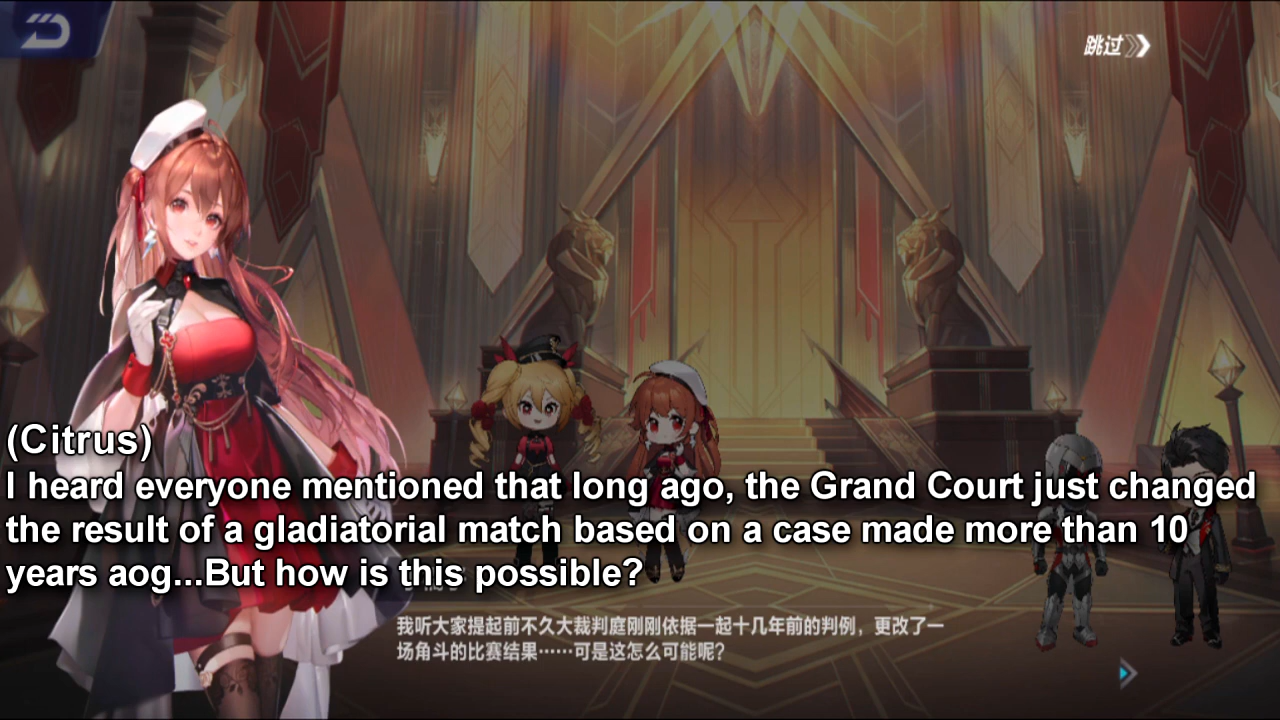 跳过
(Citrus)
I heard everyone mentioned that long ago, the Grand Court just changed
the result of a gladiatorial match based on a case made more than 10
years aog...But how is this possible?
我听大家提起前不久大裁判庭刚刚依据一起十几年前的判例，更改了一
场角斗的比赛结果……可是这怎么可能呢?